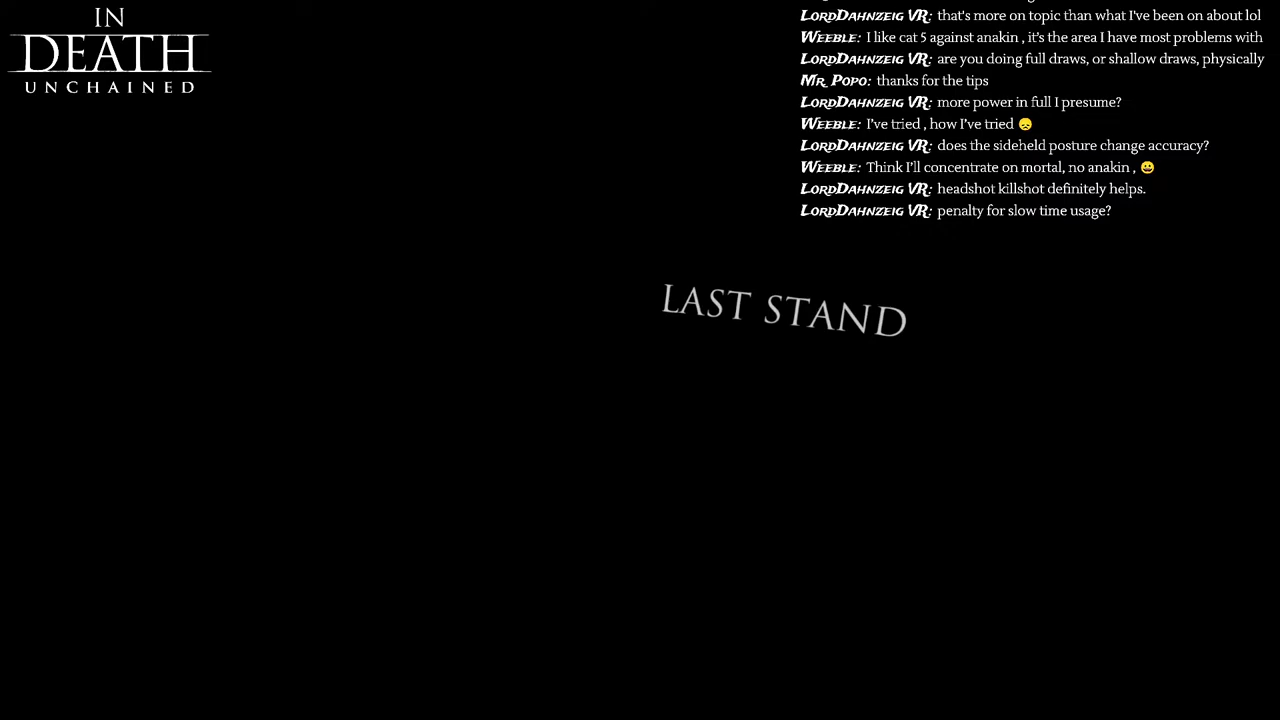 IN
DEATH
UNCHAINED
LordDahnzeig VR: that's more on topic than what I've been on about lol
Weeble: I like cat 5 against anakin , it's the area I have most problems with
LordDahnzeig VR: are you doing full draws, or shallow draws, physically
Mr. Popo: thanks for the tips
LordDahnzeig VR: more power in full I presume?
Weeble: I've tried , how I've tried 😞
LordDahnzeig VR: does the sideheld posture change accuracy?
Weeble: Think I'll concentrate on mortal, no anakin , 😀
LordDahnzeig VR: headshot killshot definitely helps.
LordDahnzeig VR: penalty for slow time usage?
LAST STAND